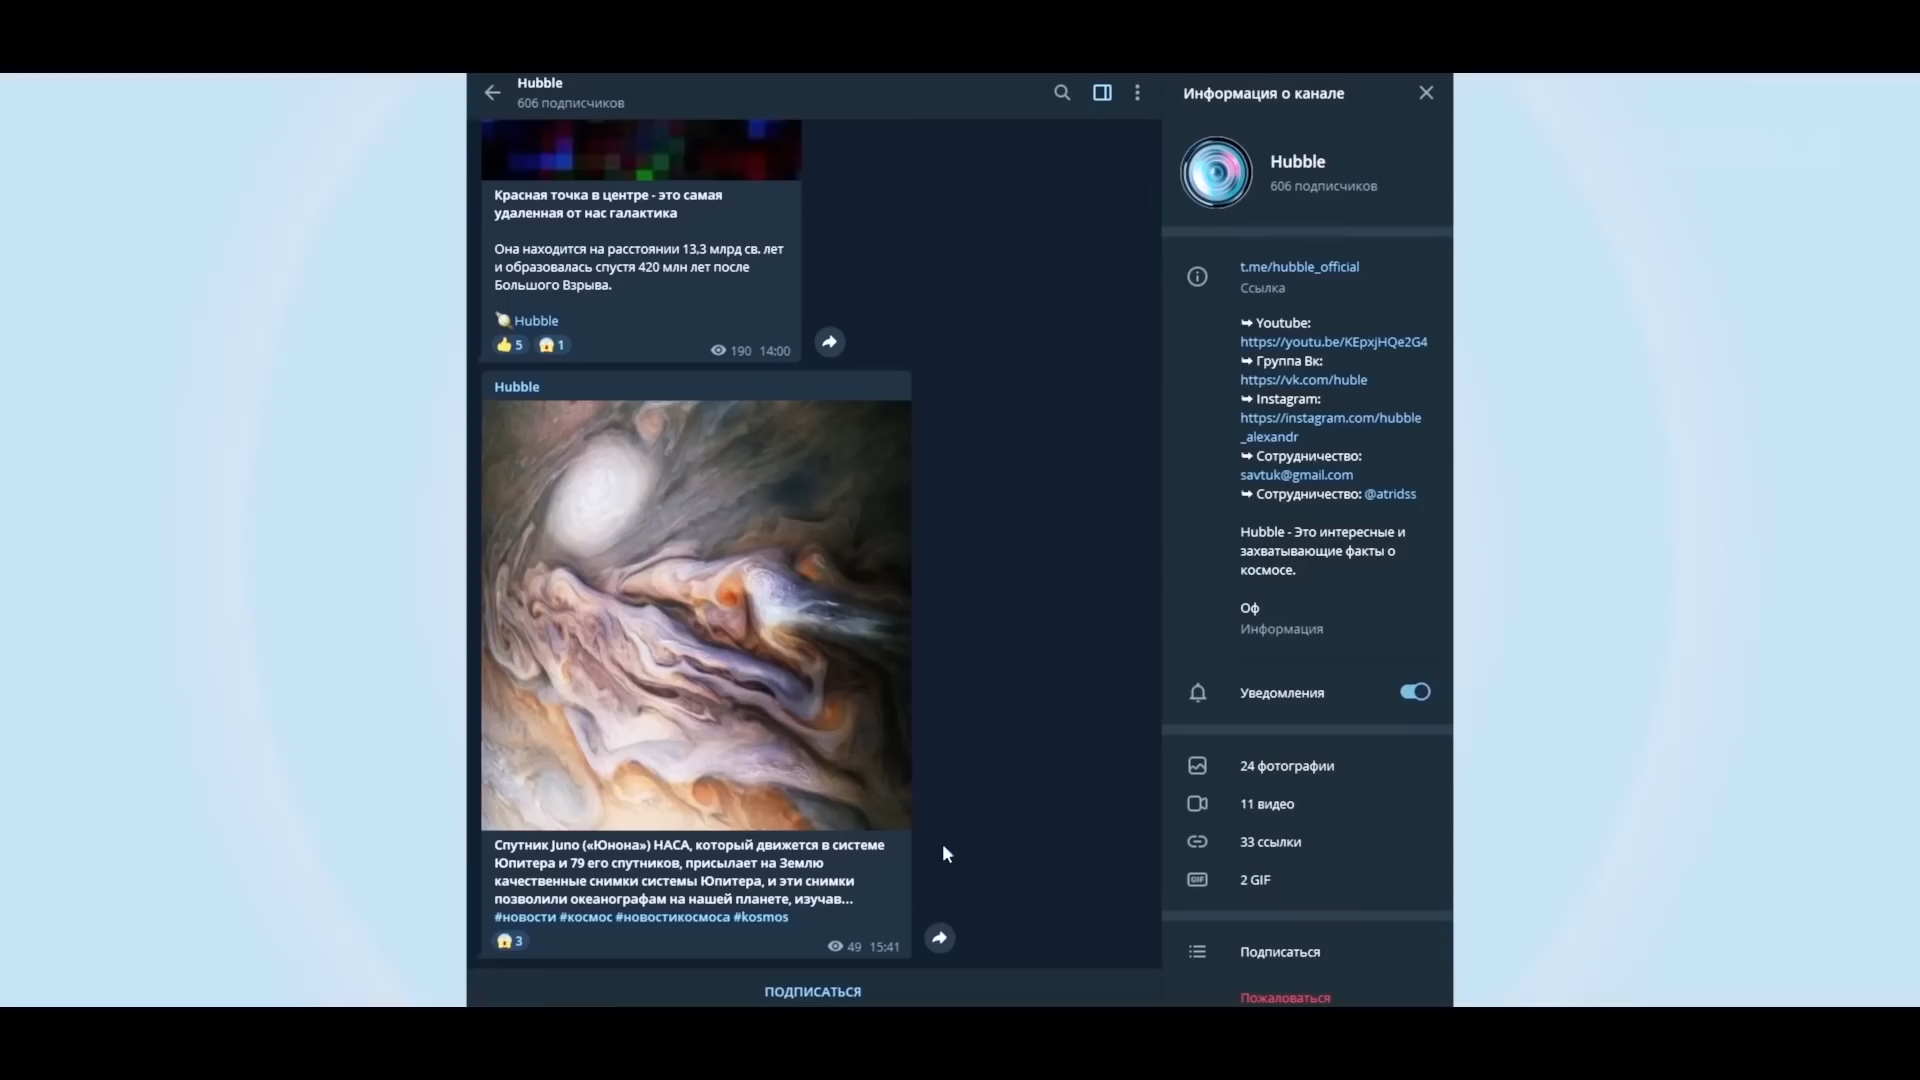 Hubble
606 подписчиков
Красная точка в центре - это самая
удаленная от нас галактика
Она находится на расстоянии 13,3 млрд св. лет
и образовалась спустя 420 млн лет после
Большого Взрыва.
Hubble
5 1
190 14:00
Hubble
Спутник Juno («Юнона») НАСА, который движется в системе
Юпитера и 79 его спутников, присылает на Землю
качественные снимки системы Юпитера, и эти снимки
позволили океанографам на нашей планете, изучав...
#новости #космос #новостикосмоса #kosmos
3
49 15:41
ПОДПИСАТЬСЯ
Информация о канале
Hubble
606 подписчиков
t.me/hubble_official
Ссылка
➥ Youtube:
https://youtu.be/KEpxjHQe2G4
➥ Группа Вк:
https://vk.com/huble
➥ Instagram:
https://instagram.com/hubble
_alexandr
➥ Сотрудничество:
savtuk@gmail.com
➥ Сотрудничество: @atridss
Hubble - Это интересные и
захватывающие факты о
космосе.
Оф
Информация
Уведомления
24 фотографии
11 видео
33 ссылки
GIF 2 GIF
Подписаться
Пожаловаться